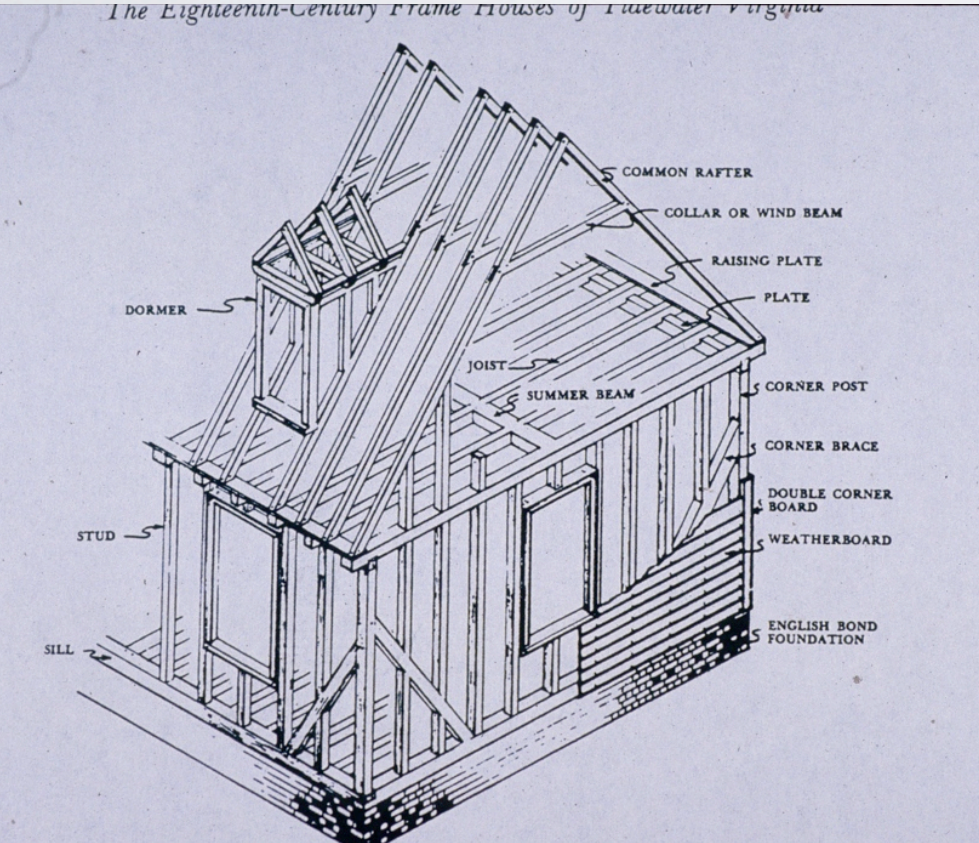 The Eighteenth-Century Frame Houses of Tidewater Virginia
COMMON RAFTER
COLLAR OR WIND BEAM
RAISING PLATE
PLATE
DORMER
JOIST
SUMMER BEAM
CORNER POST
CORNER BRACE
DOUBLE CORNER
BOARD
STUD
WEATHERBOARD
ENGLISH BOND
FOUNDATION
SILL